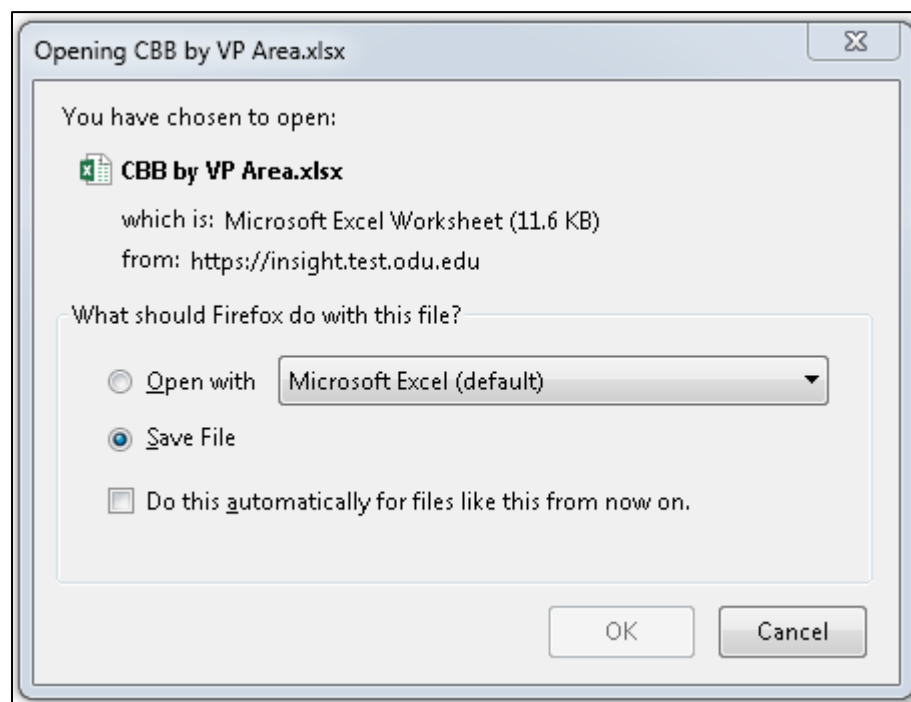 Opening CBB by VP Area.xlsx
You have chosen to open:
CBB by VP Area.xlsx
which is: Microsoft Excel Worksheet (11.6 KB)
from: https://insight.test.odu.edu
What should Firefox do with this file?
Open with Microsoft Excel (default)
Save File
Do this automatically for files like this from now on.
OK Cancel